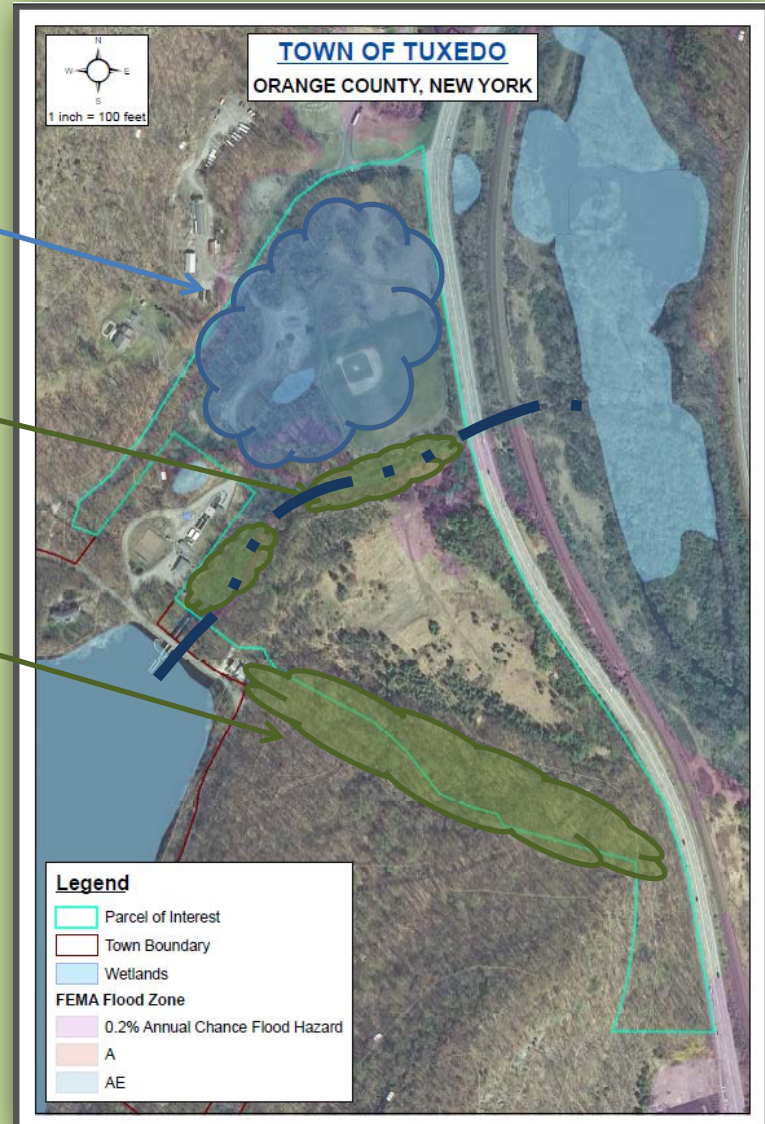 N
W E
S
1 inch = 100 feet
TOWN OF TUXEDO
ORANGE COUNTY, NEW YORK
Legend
Parcel of Interest
Town Boundary
Wetlands
FEMA Flood Zone
0.2% Annual Chance Flood Hazard
A
AE